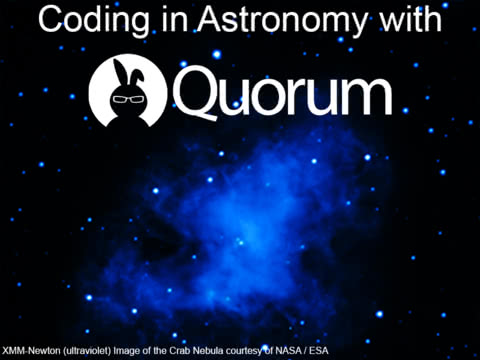 Coding in Astronomy with
Quorum
XMM-Newton (ultraviolet) Image of the Crab Nebula courtesy of NASA / ESA